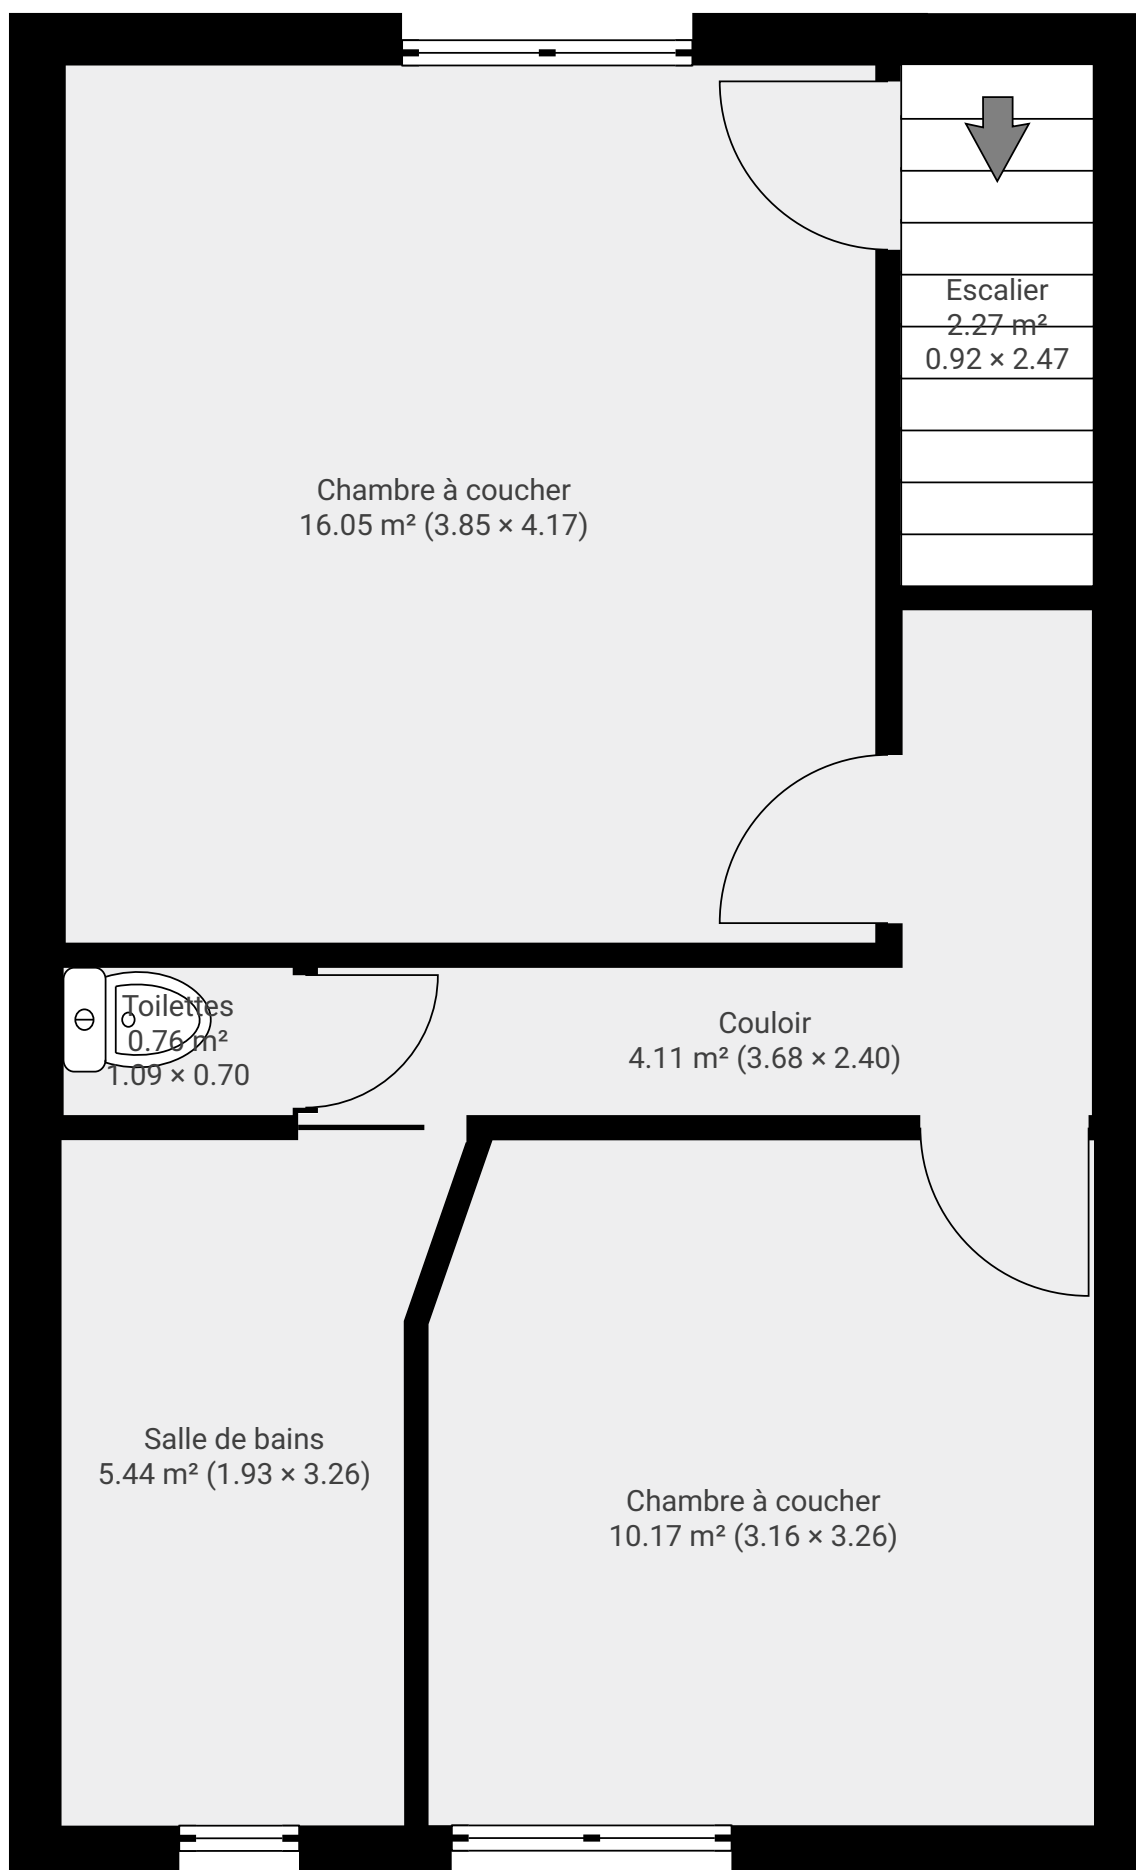 Escalier
2.27 m²
0.92 × 2.47
Chambre à coucher
16.05 m² (3.85 × 4.17)
Toilettes
0.76 m²
1.09 × 0.70
Couloir
4.11 m² (3.68 × 2.40)
Salle de bains
5.44 m² (1.93 × 3.26)
Chambre à coucher
10.17 m² (3.16 × 3.26)